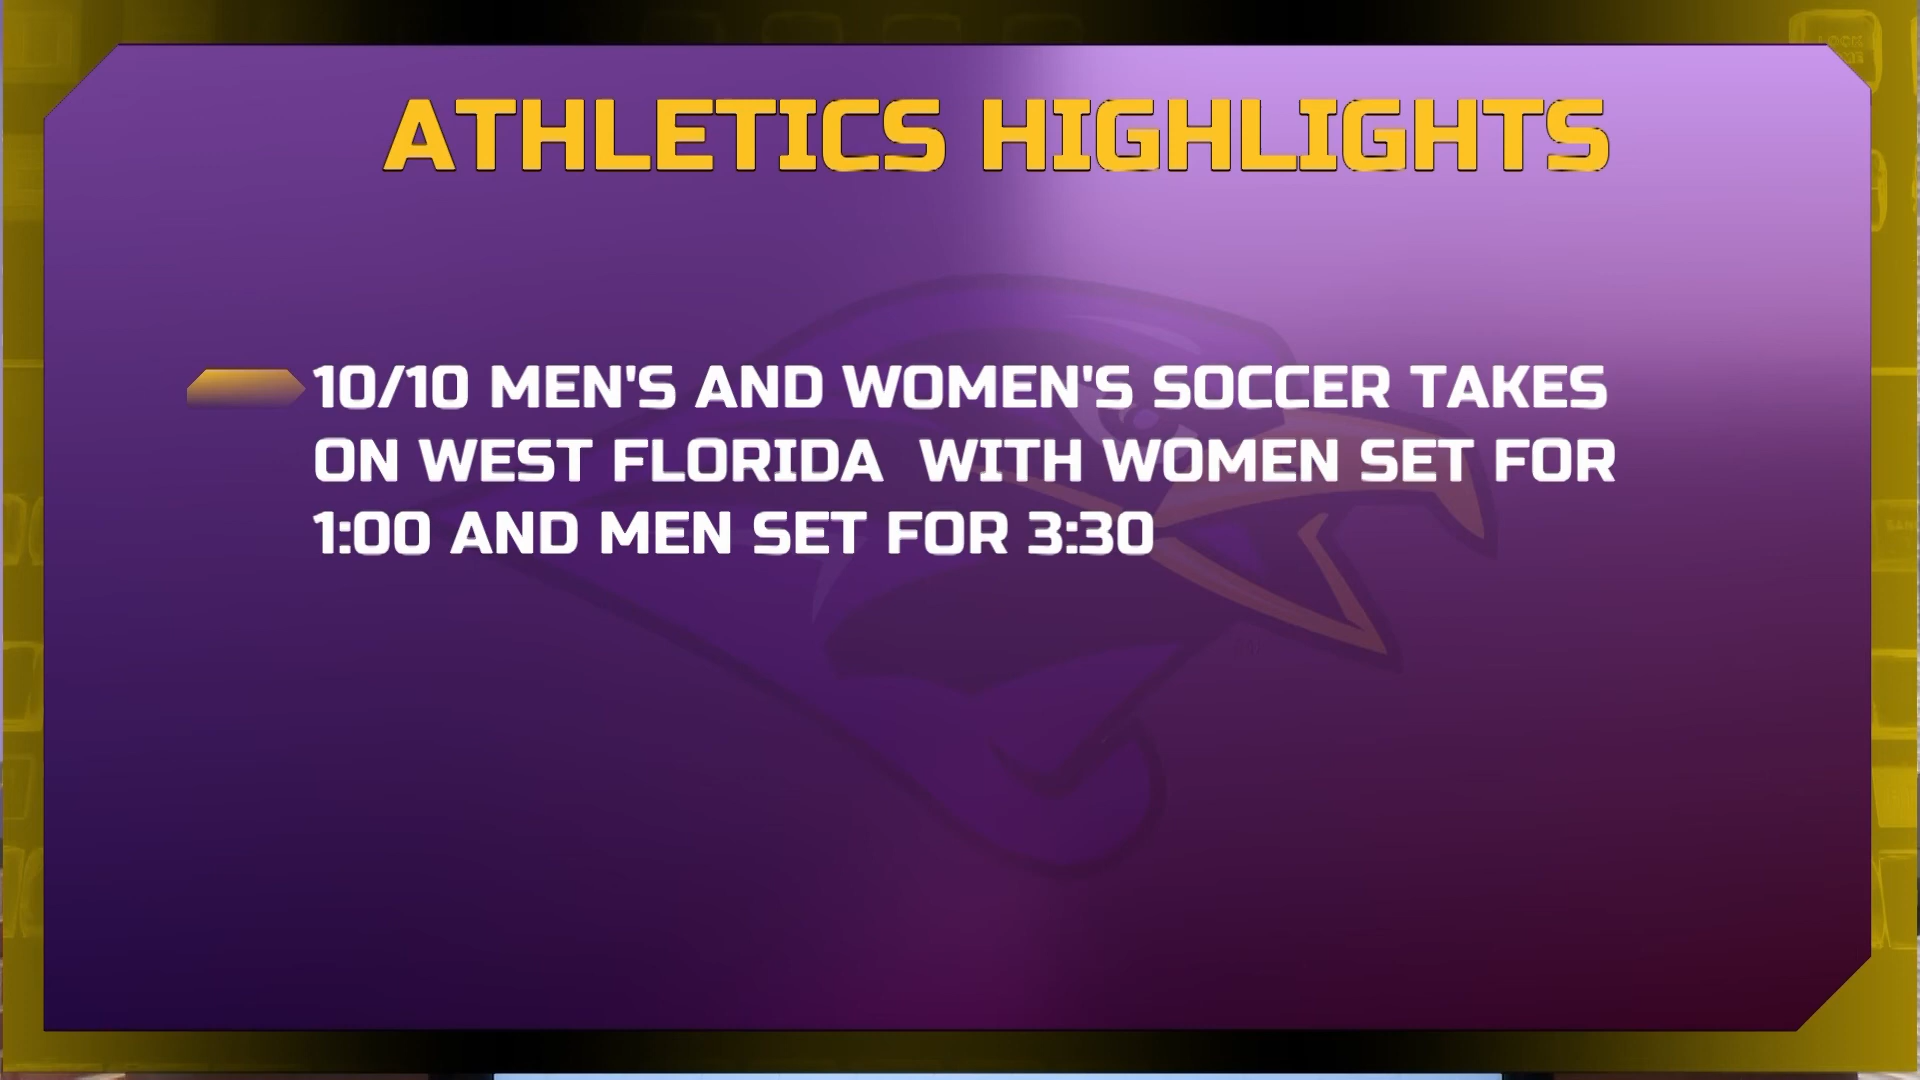 ATHLETICS HIGHLIGHTS
10/10 MEN'S AND WOMEN'S SOCCER TAKES
ON WEST FLORIDA  WITH WOMEN SET FOR
1:00 AND MEN SET FOR 3:30